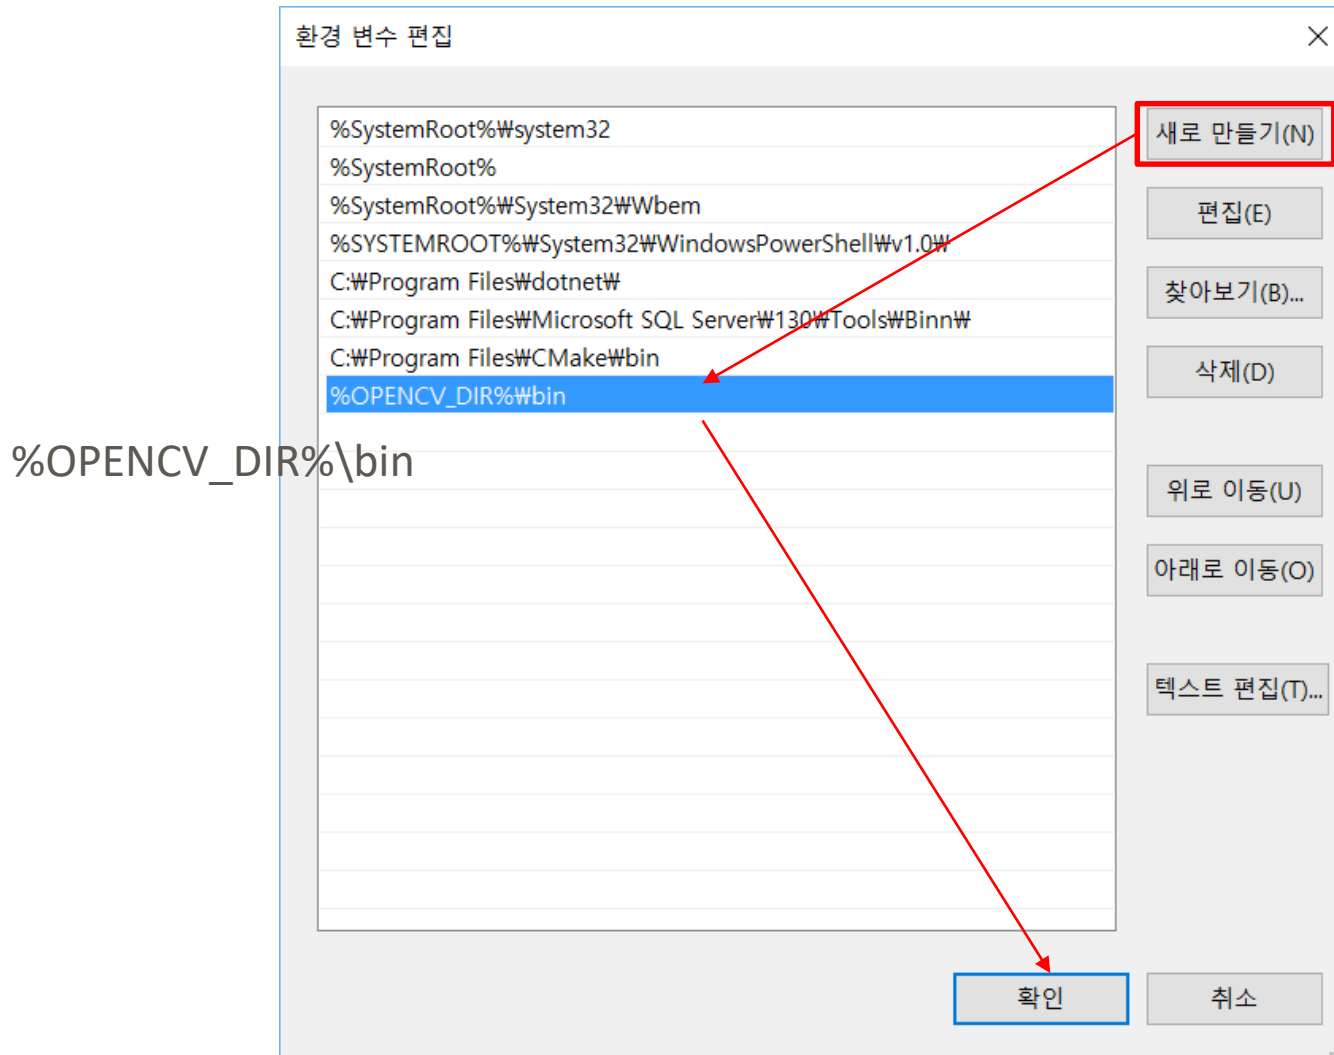 환경 변수 편집
%SystemRoot%₩system32
%SystemRoot%
%SystemRoot%₩System32₩Wbem
%SYSTEMROOT%₩System32₩WindowsPowerShell₩v1.0₩
C:₩Program Files₩dotnet₩
C:₩Program Files₩Microsoft SQL Server₩130₩Tools₩Binn₩
C:₩Program Files₩CMake₩bin
%OPENCV_DIR%₩bin
%OPENCV_DIR%\bin
새로 만들기(N)
편집(E)
찾아보기(B)...
삭제(D)
위로 이동(U)
아래로 이동(O)
텍스트 편집(T)...
확인
취소